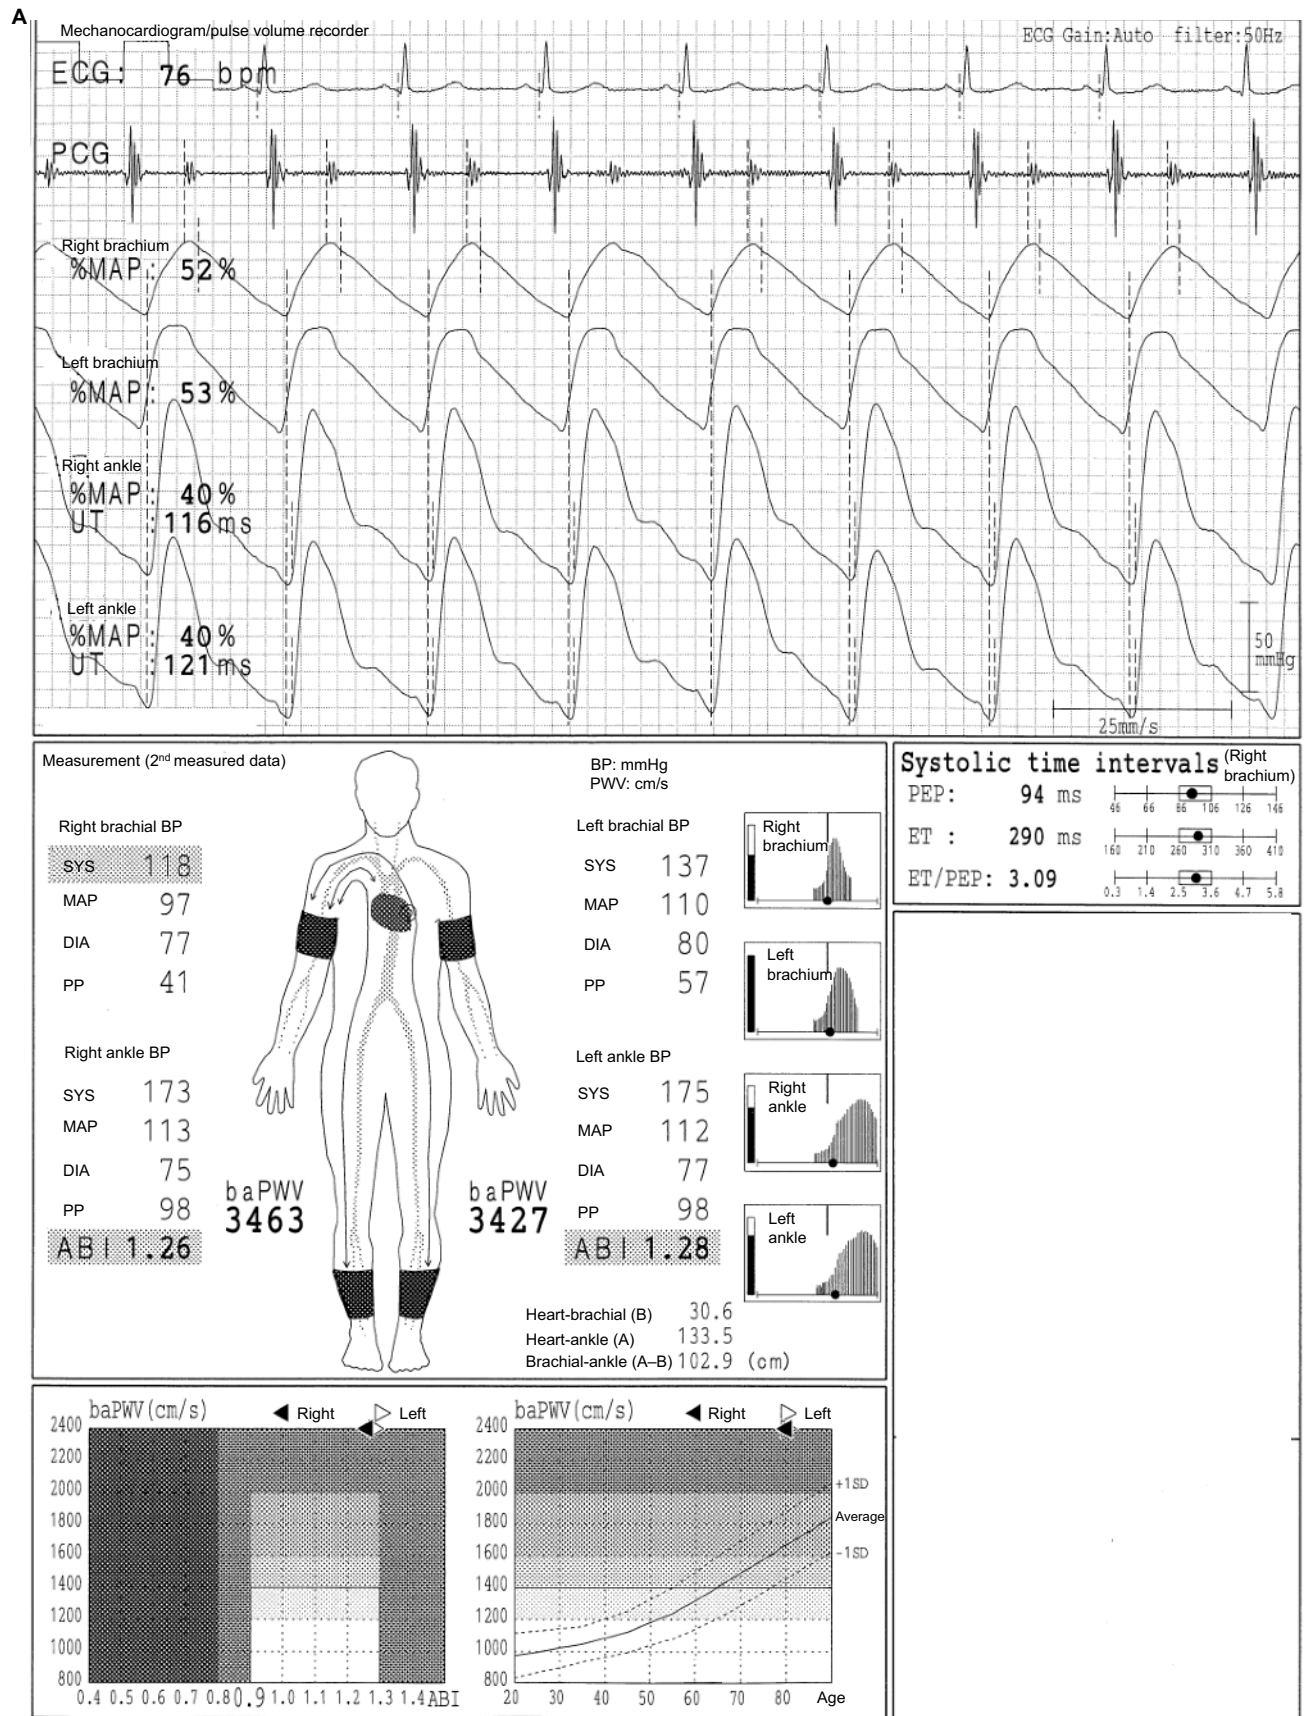 A
Mechanocardiogram/pulse volume recorder
ECG Gain:Auto filter:50Hz
ECG: 76 bpm
PCG
Right brachium
%MAP: 52%
Left brachium
%MAP: 53%
Right ankle
%MAP: 40%
UT :116ms
Left ankle
%MAP: 40%
UT :121ms
50
mmHg
25mm/s
Measurement (2nd measured data)
BP: mmHg
PWV: cm/s
Right brachial BP
SYS 118
MAP 97
DIA 77
PP 41
Left brachial BP
SYS 137
MAP 110
DIA 80
PP 57
Right ankle BP
SYS 173
MAP 113
DIA 75
PP 98
ABI 1.26
baPWV
3463
baPWV
3427
Left ankle BP
SYS 175
MAP 112
DIA 77
PP 98
ABI 1.28
Right
brachium
Left
brachium
Right
ankle
Left
ankle
Heart-brachial (B) 30.6
Heart-ankle (A) 133.5
Brachial-ankle (A–B) 102.9 (cm)
Systolic time intervals (Right
brachium)
PEP: 94 ms
46 66 86 106 126 146
ET : 290 ms
160 210 260 310 360 410
ET/PEP: 3.09
0.3 1.4 2.5 3.6 4.7 5.8
baPWV(cm/s) Right Left
2400
2200
2000
1800
1600
1400
1200
1000
800
0.4 0.5 0.6 0.7 0.8 0.9 1.0 1.1 1.2 1.3 1.4 ABI
baPWV(cm/s) Right Left
2400
2200
2000
1800
1600
1400
1200
1000
800
+1SD
Average
-1SD
20 30 40 50 60 70 80 Age